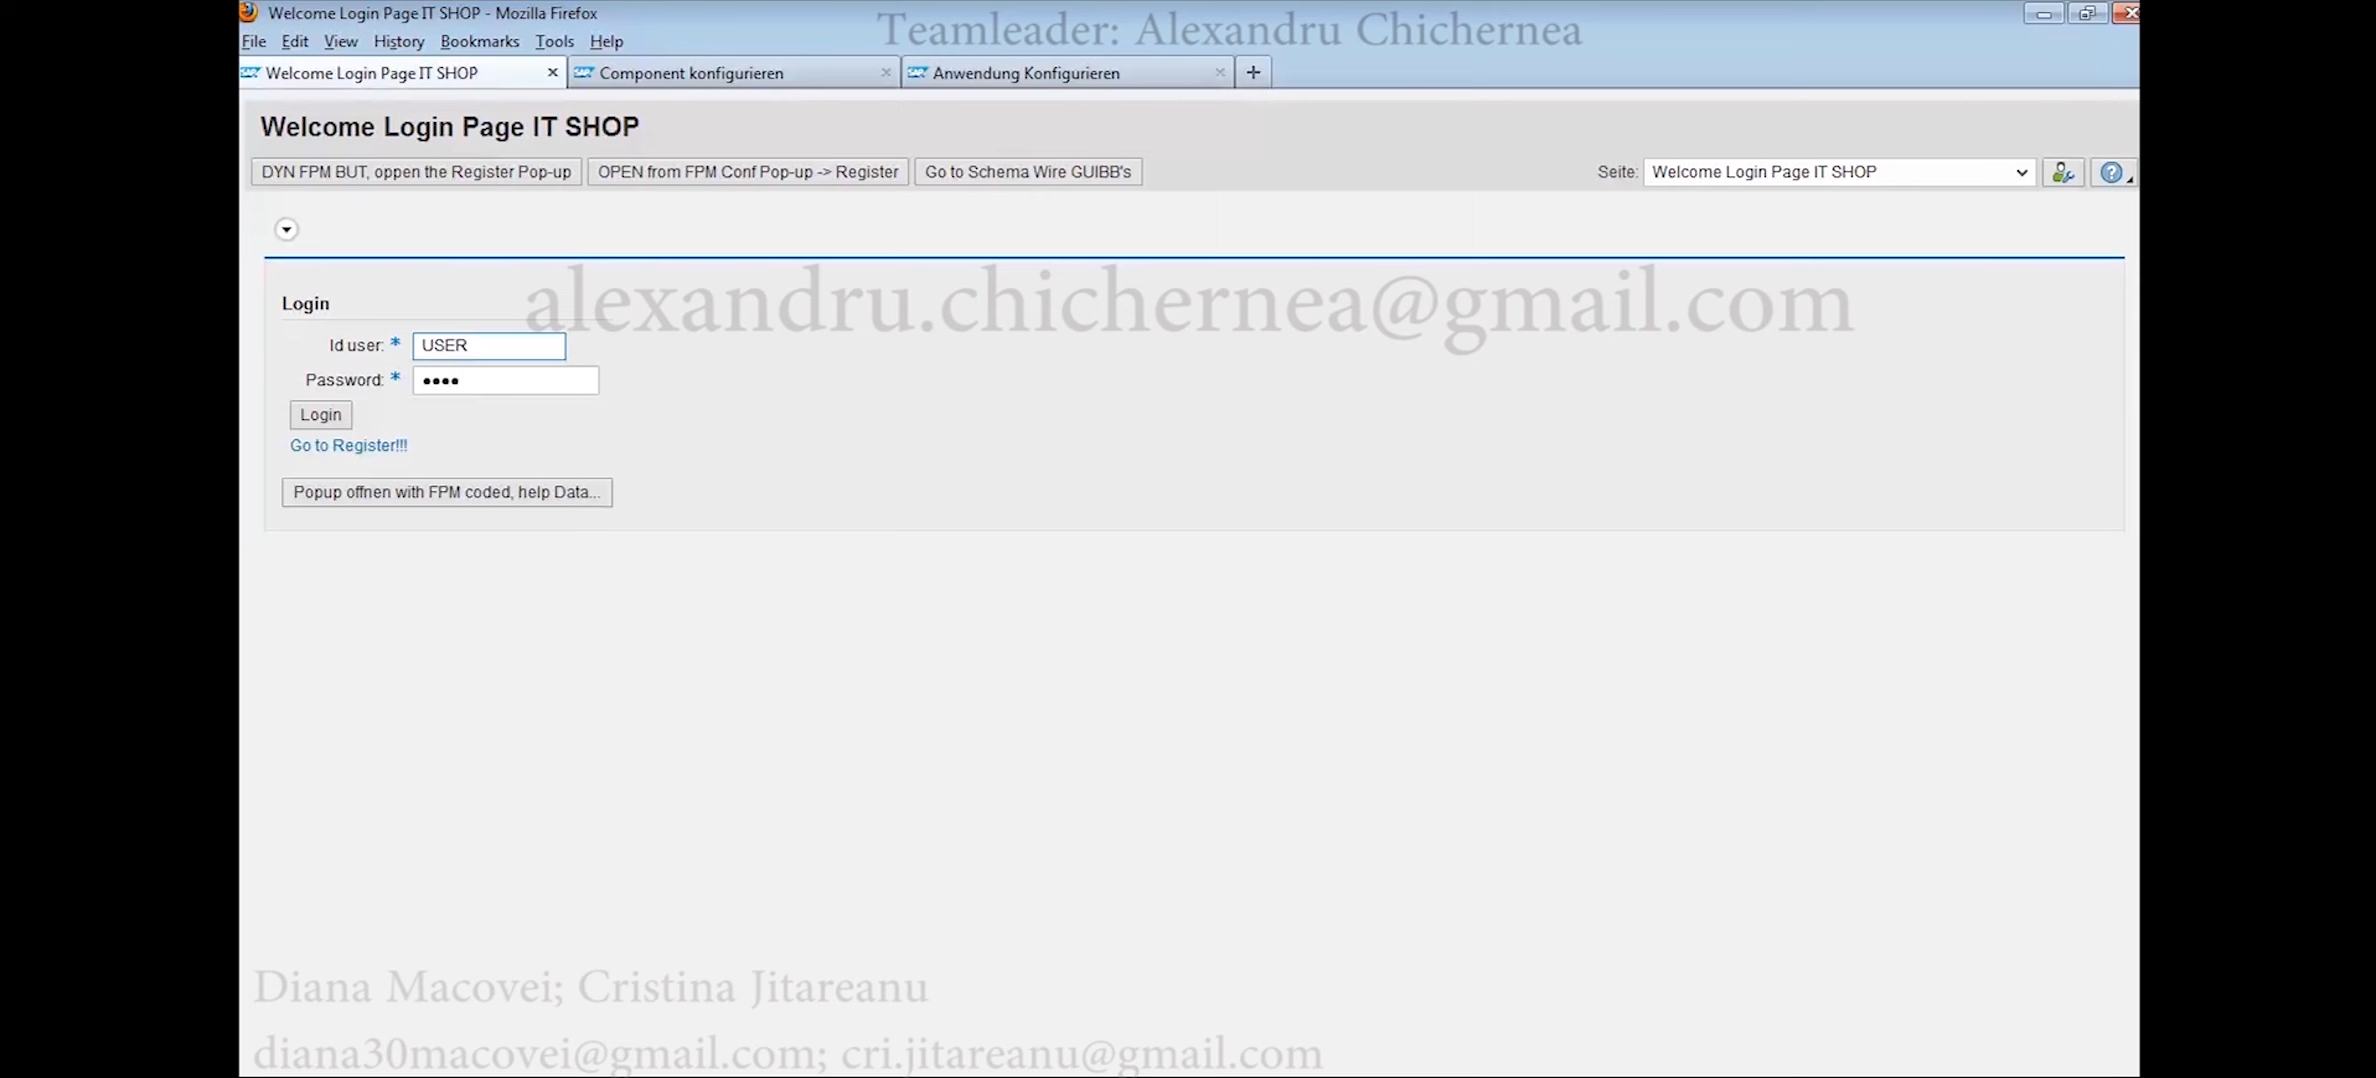 Welcome Login Page IT SHOP - Mozilla Firefox
Teamleader: Alexandru Chichernea
File Edit View History Bookmarks Tools Help
Welcome Login Page IT SHOP
Component konfigurieren
Anwendung Konfigurieren
Welcome Login Page IT SHOP
DYN FPM BUT, oppen the Register Pop-up
OPEN from FPM Conf Pop-up -> Register
Go to Schema Wire GUIBB's
Seite: Welcome Login Page IT SHOP
alexandru.chichernea@gmail.com
Login
Id user: * USER
Password: * ••••
Login
Go to Register!!!
Popup offnen with FPM coded, help Data...
Diana Macovei; Cristina Jitareanu
diana30macovei@gmail.com; cri.jitareanu@gmail.com